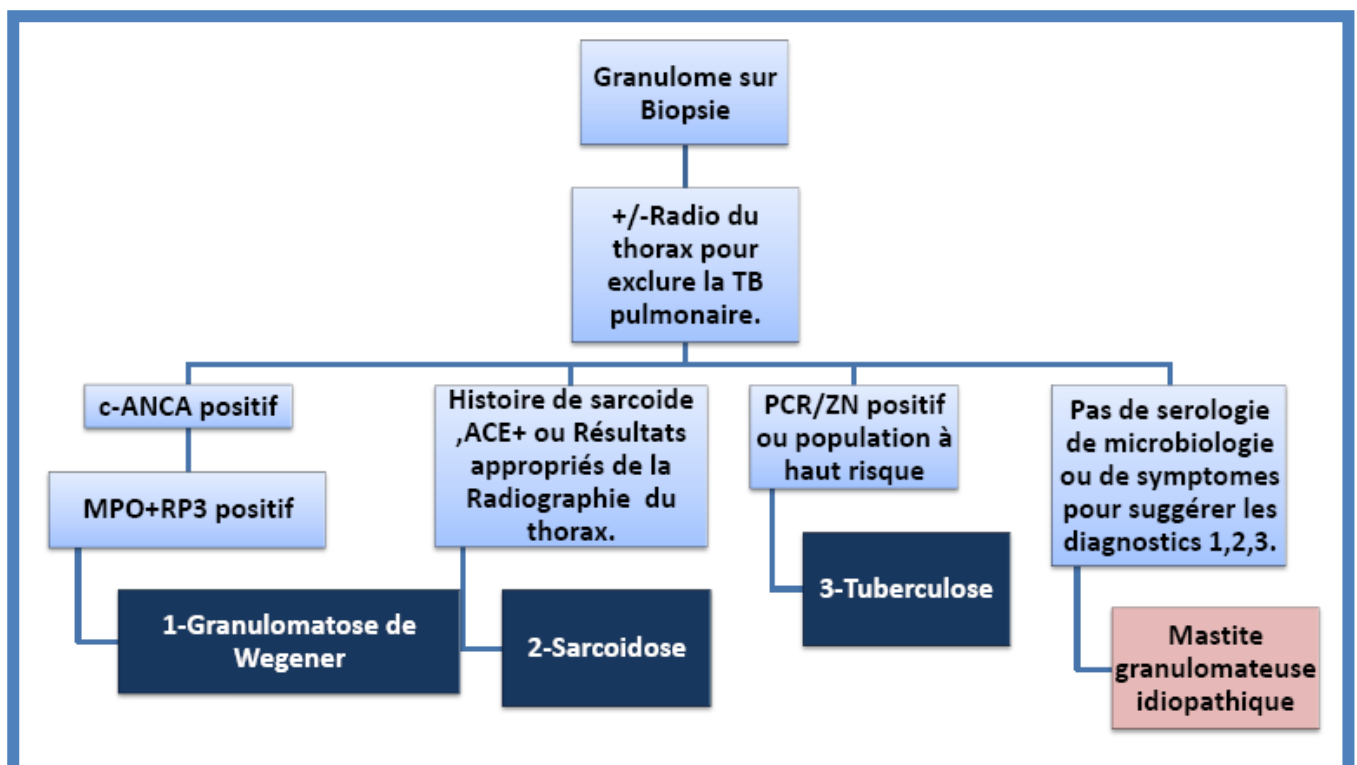 Granulome sur
Biopsie
+/-Radio du
thorax pour
exclure la TB
pulmonaire.
c-ANCA positif
MPO+RP3 positif
1-Granulomatose de
Wegener
Histoire de sarcoide
,ACE+ ou Résultats
appropriés de la
Radiographie du
thorax.
2-Sarcoidose
PCR/ZN positif
ou population à
haut risque
3-Tuberculose
Pas de serologie
de microbiologie
ou de symptomes
pour suggérer les
diagnostics 1,2,3.
Mastite
granulomateuse
idiopathique